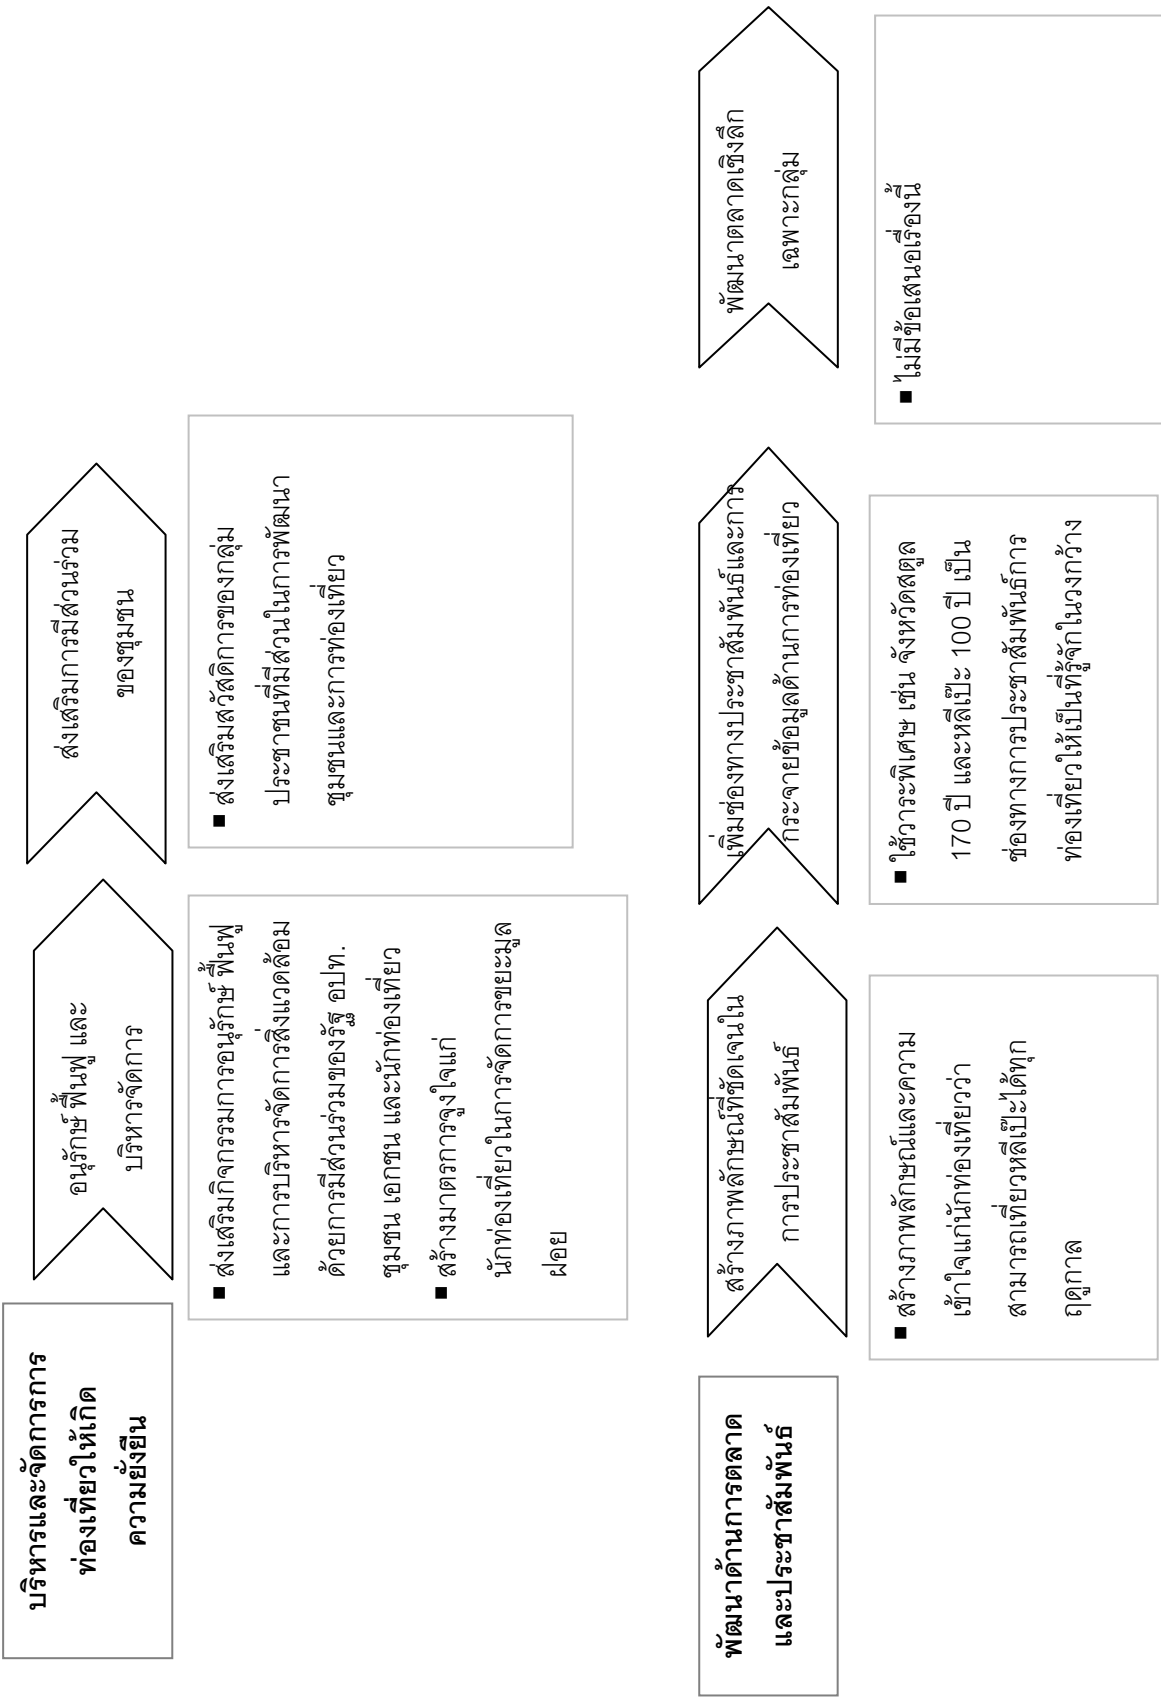 บริหารและจัดการการ
ท่องเที่ยวให้เกิด
ความยั่งยืน
อนุรักษ์ ฟื้นฟู และ
บริหารจัดการ
ส่งเสริมการมีส่วนร่วม
ของชุมชน
▪ ส่งเสริมกิจกรรมการอนุรักษ์ ฟื้นฟู
และการบริหารจัดการสิ่งแวดล้อม
ด้วยการมีส่วนร่วมของรัฐ อปท.
ชุมชน เอกชน และนักท่องเที่ยว
▪ สร้างมาตรการจูงใจแก่
นักท่องเที่ยวในการจัดการขยะมูล
ฝอย
▪ ส่งเสริมสวัสดิการของกลุ่ม
ประชาชนที่มีส่วนในการพัฒนา
ชุมชนและการท่องเที่ยว
พัฒนาด้านการตลาด
และประชาสัมพันธ์
สร้างภาพลักษณ์ที่ชัดเจนใน
การประชาสัมพันธ์
เพิ่มช่องทางประชาสัมพันธ์และการ
กระจายข้อมูลด้านการท่องเที่ยว
พัฒนาตลาดเชิงลึก
เฉพาะกลุ่ม
▪ สร้างภาพลักษณ์และความ
เข้าใจแก่นักท่องเที่ยวว่า
สามารถเที่ยวหลีเป๊ะได้ทุก
ฤดูกาล
▪ ใช้วาระพิเศษ เช่น จังหวัดสตูล
170 ปี และหลีเป๊ะ 100 ปี เป็น
ช่องทางการประชาสัมพันธ์การ
ท่องเที่ยวให้เป็นที่รู้จักในวงกว้าง
▪ ไม่มีข้อเสนอเรื่องนี้